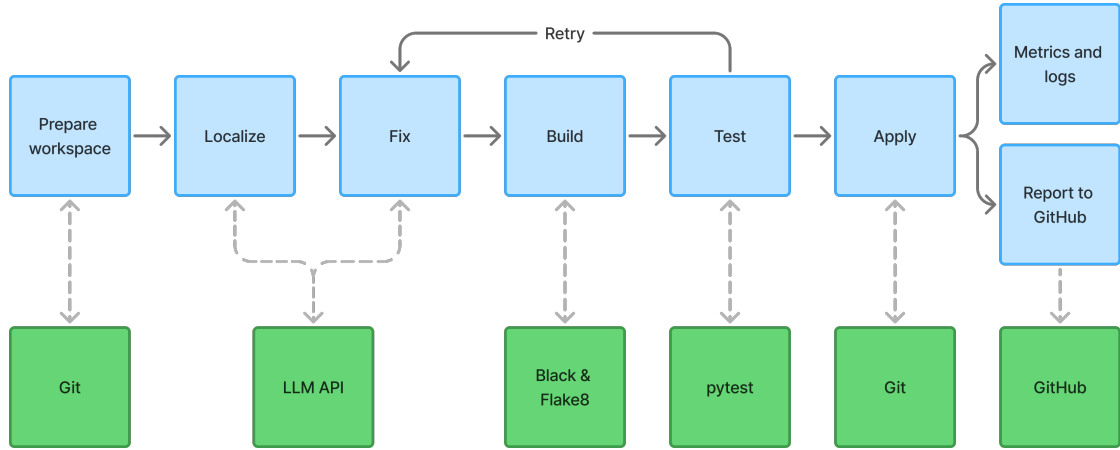 Retry
Prepare
workspace
Localize
Fix
Build
Test
Apply
Metrics and
logs
Report to
GitHub
Git
LLM API
Black &
Flake8
pytest
Git
GitHub